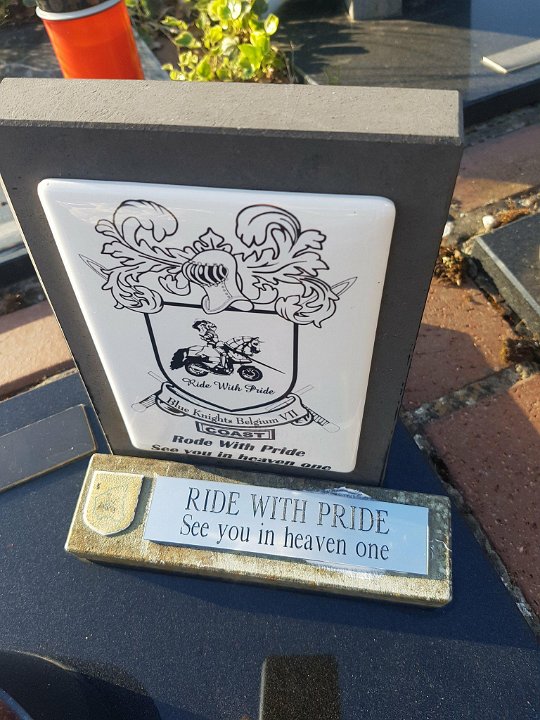 Ride With Pride
Blue Knights Belgium VII
COAST
Rode With Pride
See you in heaven one
RIDE WITH PRIDE
See you in heaven one